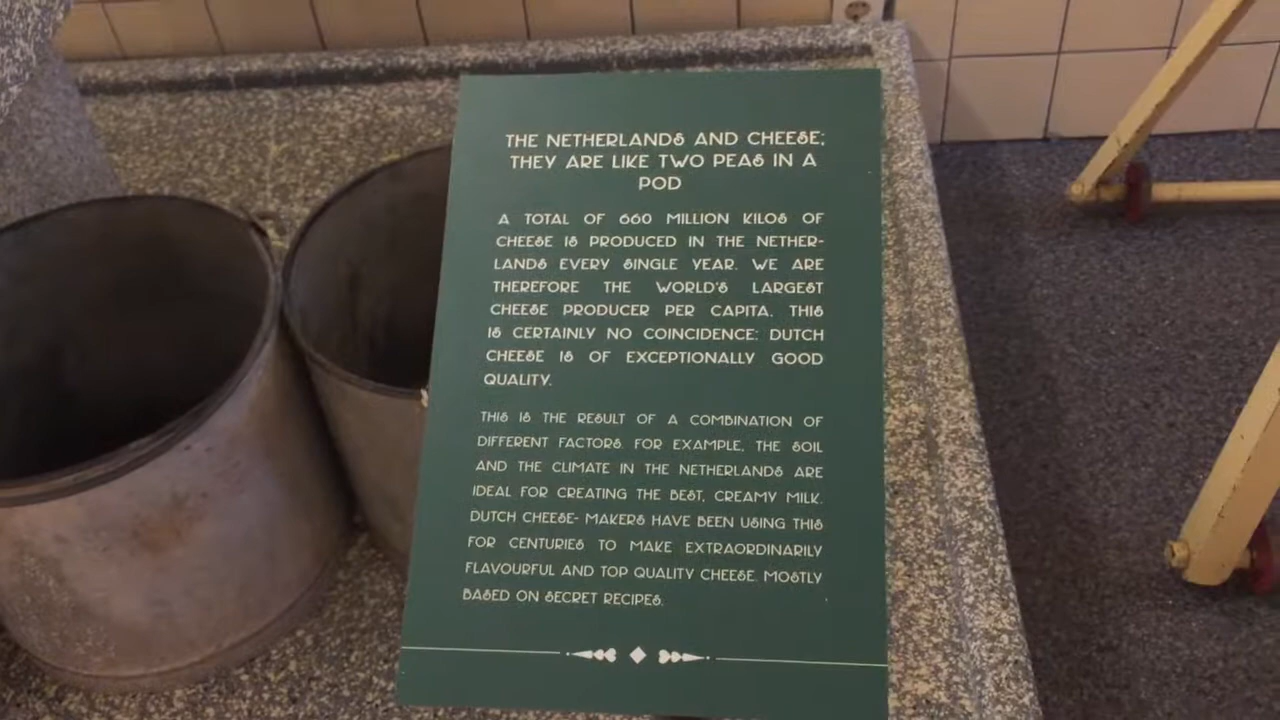 THE NETHERLANDS AND CHEESE;
THEY ARE LIKE TWO PEAS IN A
POD
A TOTAL OF 660 MILLION KILOS OF
CHEESE IS PRODUCED IN THE NETHER-
LANDS EVERY SINGLE YEAR. WE ARE
THEREFORE THE WORLD'S LARGEST
CHEESE PRODUCER PER CAPITA. THIS
IS CERTAINLY NO COINCIDENCE: DUTCH
CHEESE IS OF EXCEPTIONALLY GOOD
QUALITY.
THIS IS THE RESULT OF A COMBINATION OF
DIFFERENT FACTORS. FOR EXAMPLE, THE SOIL
AND THE CLIMATE IN THE NETHERLANDS ARE
IDEAL FOR CREATING THE BEST, CREAMY MILK.
DUTCH CHEESE- MAKERS HAVE BEEN USING THIS
FOR CENTURIES TO MAKE EXTRAORDINARILY
FLAVOURFUL AND TOP QUALITY CHEESE. MOSTLY
BASED ON SECRET RECIPES.